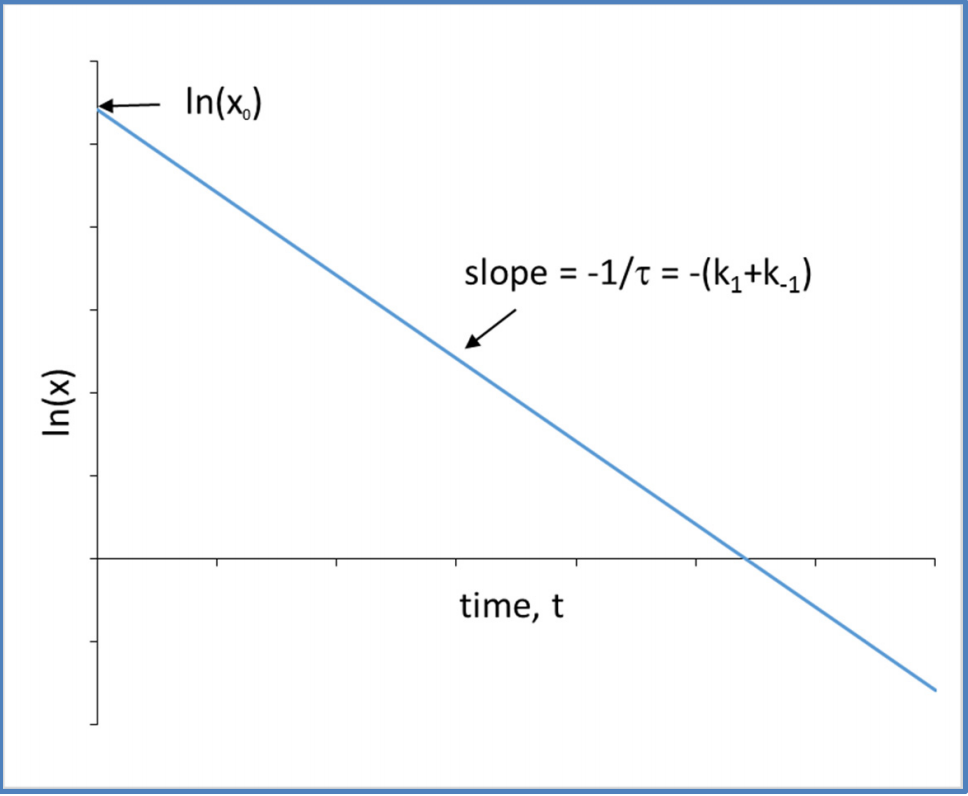 ln(x₀)
slope = -1/τ = -(k₁+k₋₁)
ln(x)
time, t